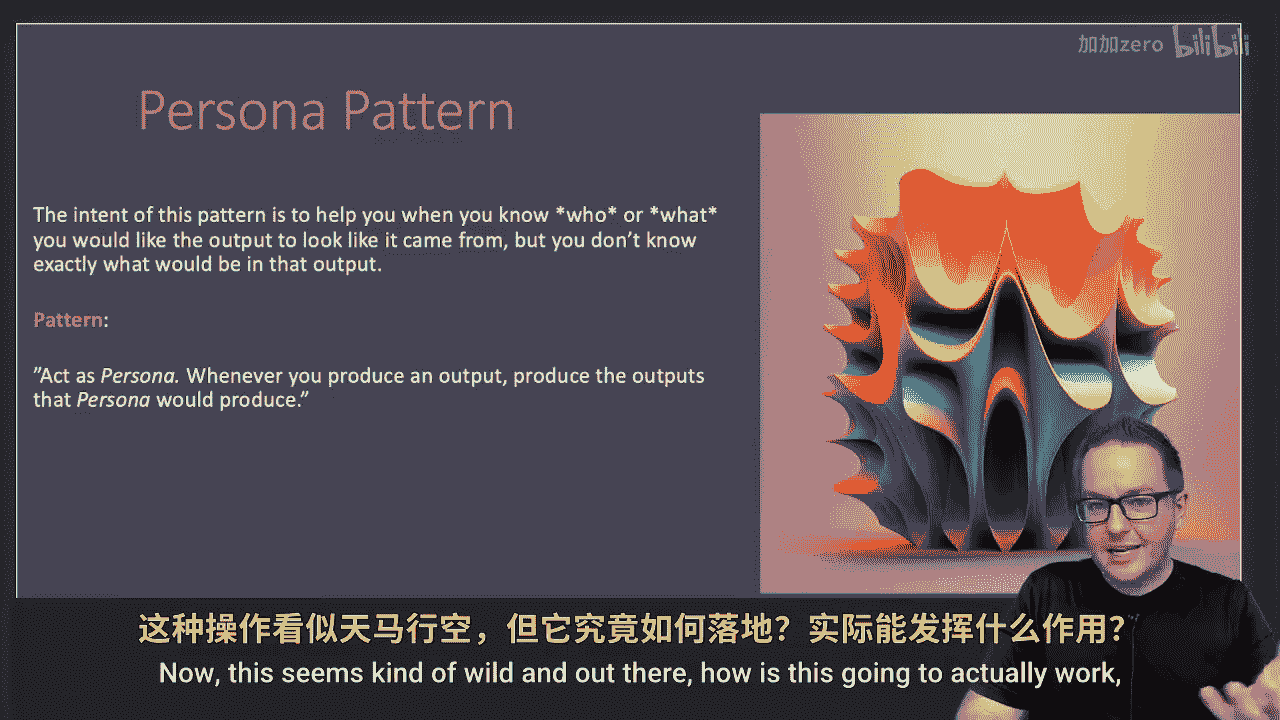 加加zero bilibili
Persona Pattern
The intent of this pattern is to help you when you know *who* or *what*
you would like the output to look like it came from, but you don’t know
exactly what would be in that output.
Pattern:
”Act as Persona. Whenever you produce an output, produce the outputs
that Persona would produce.”
这种操作看似天马行空，但它究竟如何落地？实际能发挥什么作用？
Now, this seems kind of wild and out there, how is this going to actually work,